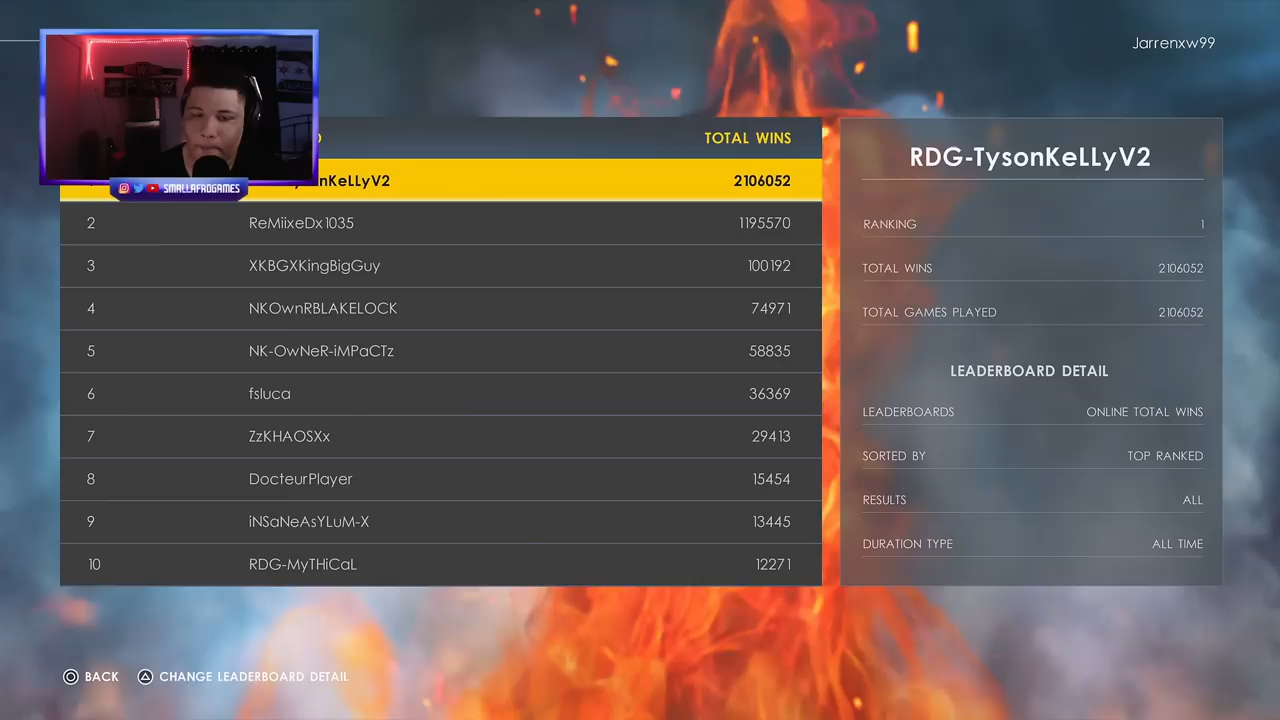 Jarrenxw99
SMALLAFROGAMES
TOTAL WINS
nKeLLyV2 2106052
2 ReMiixeDx1035 1195570
3 XKBGXKingBigGuy 100192
4 NKOwnRBLAKELOCK 74971
5 NK-OwNeR-iMPaCTz 58835
6 fsluca 36369
7 ZzKHAOSXx 29413
8 DocteurPlayer 15454
9 iNSaNeAsYLuM-X 13445
10 RDG-MyTHiCaL 12271
RDG-TysonKeLLyV2
RANKING 1
TOTAL WINS 2106052
TOTAL GAMES PLAYED 2106052
LEADERBOARD DETAIL
LEADERBOARDS ONLINE TOTAL WINS
SORTED BY TOP RANKED
RESULTS ALL
DURATION TYPE ALL TIME
BACK CHANGE LEADERBOARD DETAIL